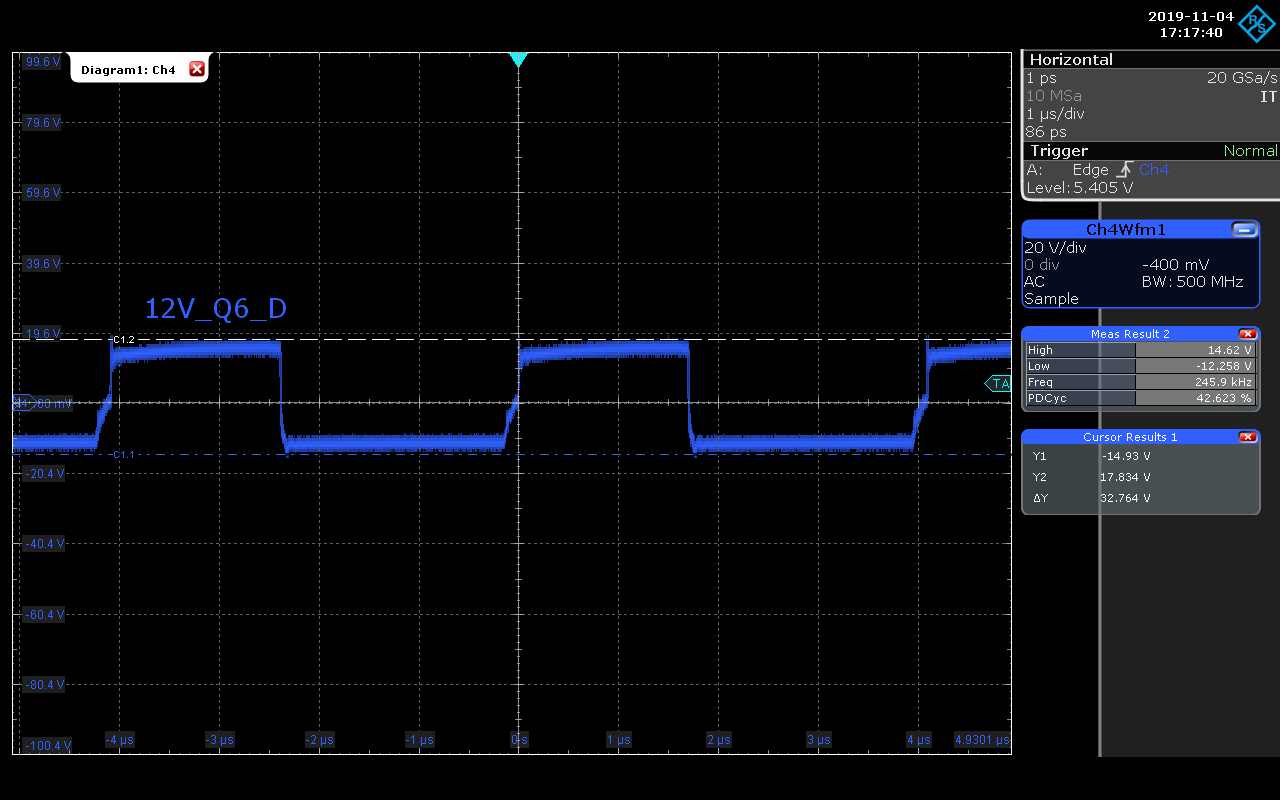 2019-11-04
17:17:40
R&S
Diagram1: Ch4
99.6 V
79.6 V
59.6 V
39.6 V
12V_Q6_D
19.6 V
C1.2
TA
C1.1
-20.4 V
-40.4 V
-60.4 V
-80.4 V
-100.4 V
-4 µs
-3 µs
-2 µs
-1 µs
0 s
1 µs
2 µs
3 µs
4 µs
4.9301 µs
Horizontal
1 ps 20 GSa/s
10 MSa IT
1 µs/div
86 ps
Trigger Normal
A: Edge Ch4
Level: 5.405 V
Ch4Wfm1
20 V/div
0 div -400 mV
AC BW: 500 MHz
Sample
Meas Result 2
High 14.62 V
Low -12.258 V
Freq 245.9 kHz
PDCyc 42.623 %
Cursor Results 1
Y1 -14.93 V
Y2 17.834 V
ΔY 32.764 V